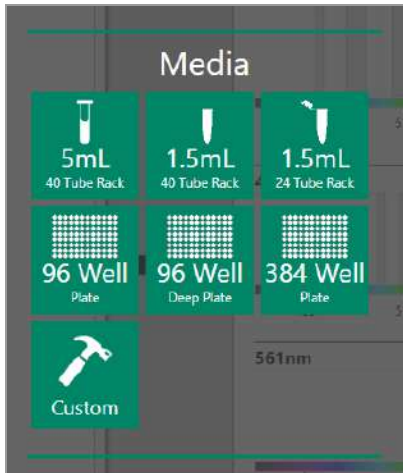 Media
5mL
40 Tube Rack
1.5mL
40 Tube Rack
1.5mL
24 Tube Rack
96 Well
Plate
96 Well
Deep Plate
384 Well
Plate
Custom
561nm